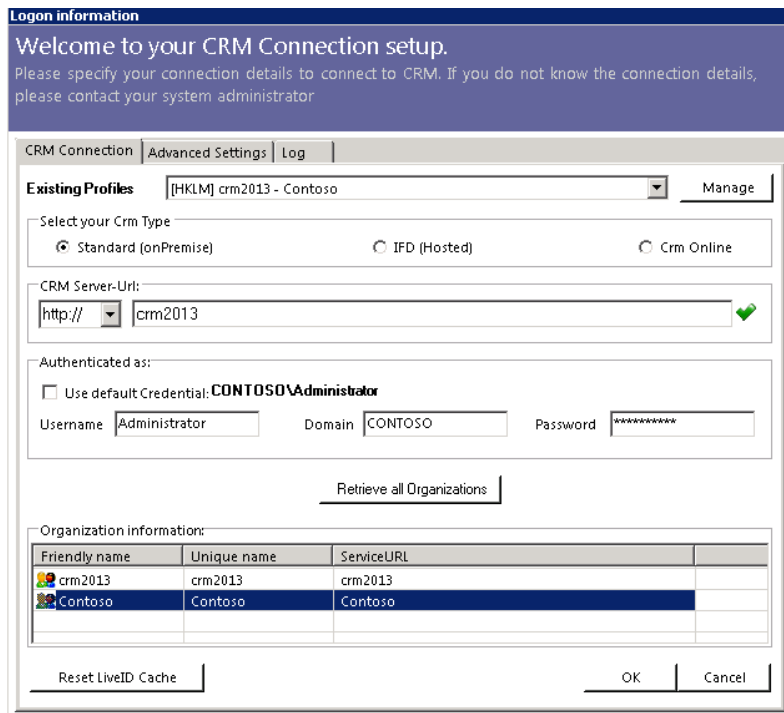 Logon information
Welcome to your CRM Connection setup.
Please specify your connection details to connect to CRM. If you do not know the connection details,
please contact your system administrator
CRM Connection Advanced Settings Log
Existing Profiles [HKLM] crm2013 - Contoso Manage
Select your Crm Type
Standard (onPremise) IFD (Hosted) Crm Online
CRM Server-Url:
http:// crm2013
Authenticated as:
Use default Credential: CONTOSO\Administrator
Username Administrator Domain CONTOSO Password **********
Retrieve all Organizations
Organization information:
Friendly name Unique name ServiceURL
crm2013 crm2013 crm2013
Contoso Contoso Contoso
Reset LiveID Cache OK Cancel